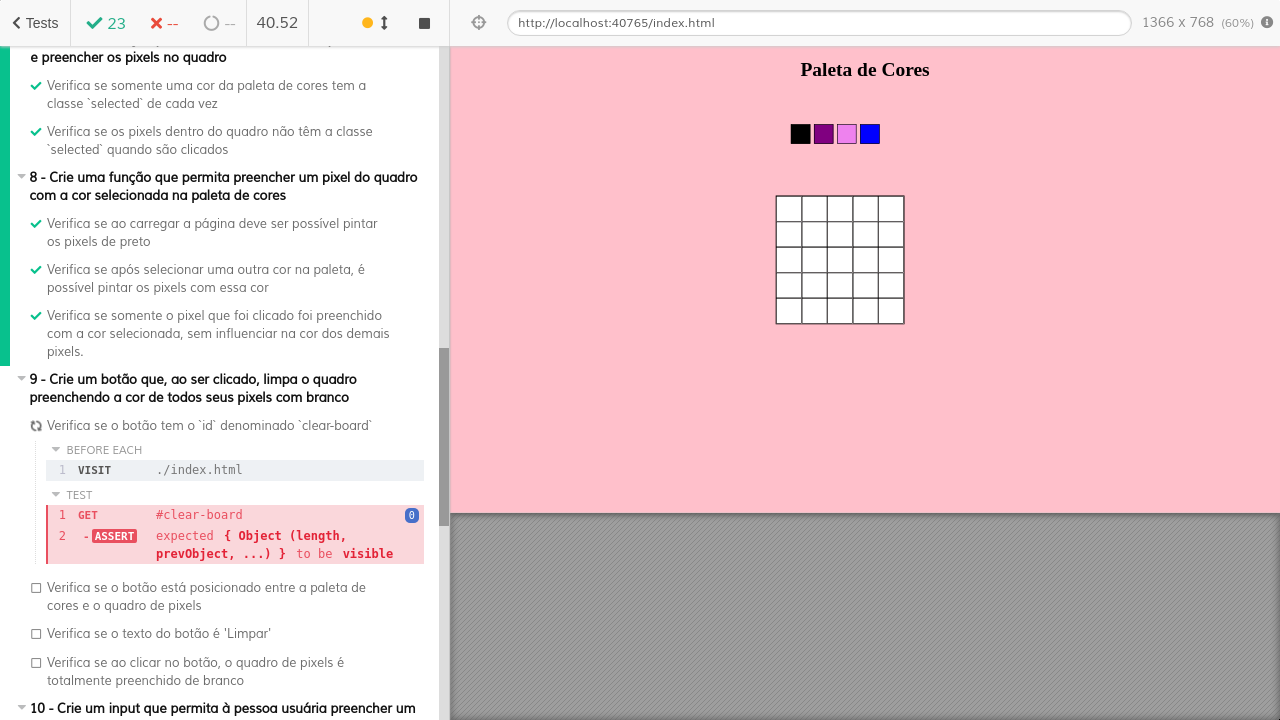 Tests 23 -- -- 40.52
http://localhost:40765/index.html 1366 x 768 (60%)
e preencher os pixels no quadro
Verifica se somente uma cor da paleta de cores tem a
classe `selected` de cada vez
Verifica se os pixels dentro do quadro não têm a classe
`selected` quando são clicados
8 - Crie uma função que permita preencher um pixel do quadro
com a cor selecionada na paleta de cores
Verifica se ao carregar a página deve ser possível pintar
os pixels de preto
Verifica se após selecionar uma outra cor na paleta, é
possível pintar os pixels com essa cor
Verifica se somente o pixel que foi clicado foi preenchido
com a cor selecionada, sem influenciar na cor dos demais
pixels.
9 - Crie um botão que, ao ser clicado, limpa o quadro
preenchendo a cor de todos seus pixels com branco
Verifica se o botão tem o `id` denominado `clear-board`
BEFORE EACH
1 VISIT ./index.html
TEST
1 GET #clear-board 0
2 -ASSERT expected { Object (length,
prevObject, ...) } to be visible
Verifica se o botão está posicionado entre a paleta de
cores e o quadro de pixels
Verifica se o texto do botão é 'Limpar'
Verifica se ao clicar no botão, o quadro de pixels é
totalmente preenchido de branco
10 - Crie um input que permita à pessoa usuária preencher um
Paleta de Cores